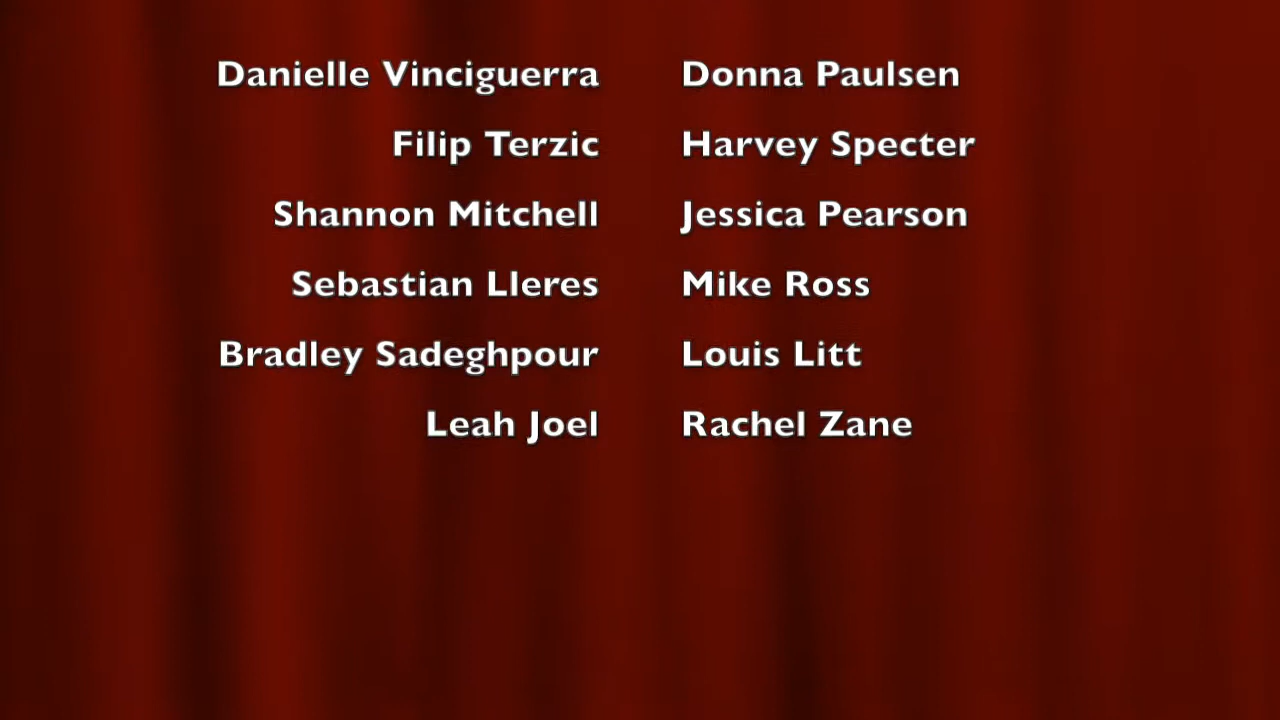 Danielle Vinciguerra Donna Paulsen
Filip Terzic Harvey Specter
Shannon Mitchell Jessica Pearson
Sebastian Lleres Mike Ross
Bradley Sadeghpour Louis Litt
Leah Joel Rachel Zane